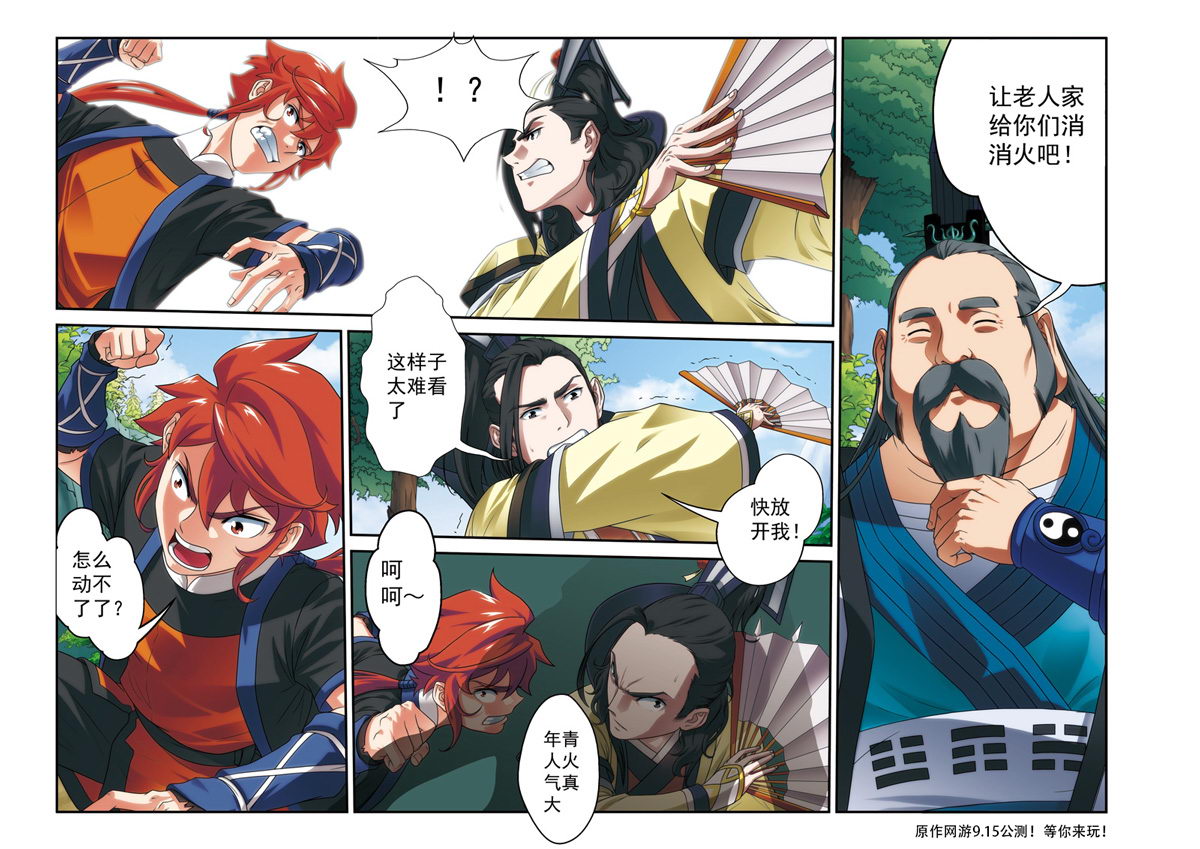 ！？
怎么
动不
了了？
这样子
太难看
了
快放
开我！
呵
呵～
年青
人火
气真
大
让老人家
给你们消
消火吧！
原作网游9.15公测！等你来玩！